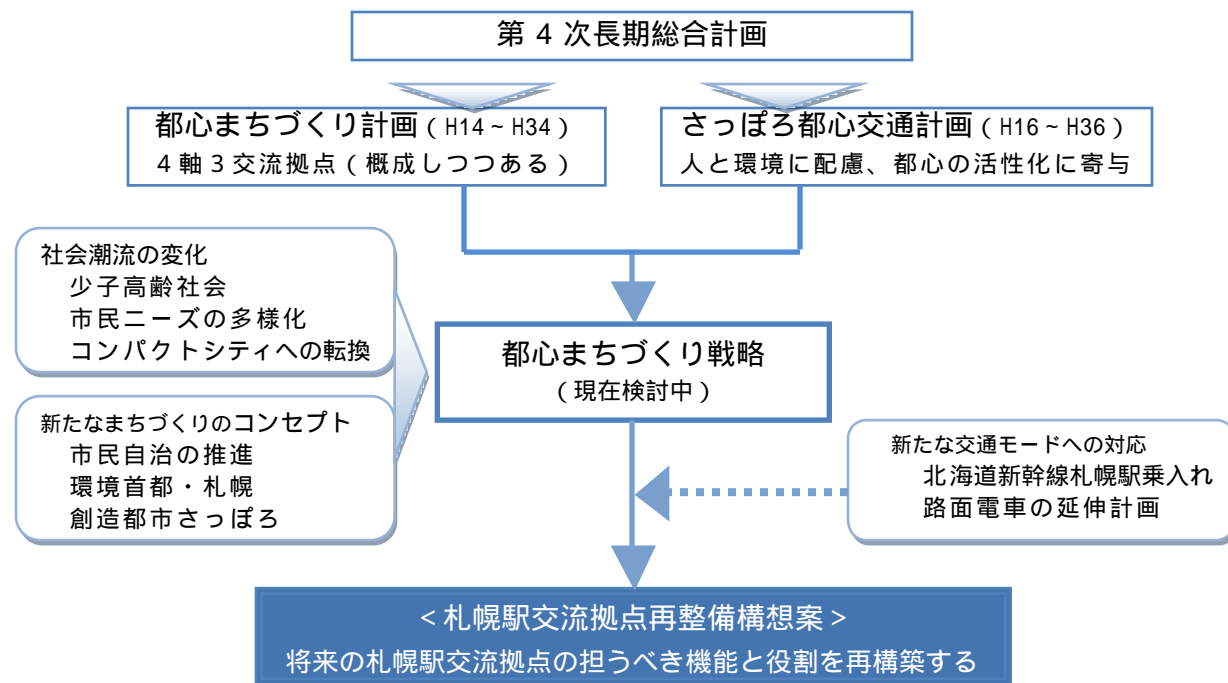 第4次長期総合計画
都心まちづくり計画(H14~H34)
4軸3交流拠点(概成しつつある)
さっぽろ都心交通計画(H16~H36)
人と環境に配慮、都心の活性化に寄与
社会潮流の変化
少子高齢社会
市民ニーズの多様化
コンパクトシティへの転換
新たなまちづくりのコンセプト
市民自治の推進
環境首都・札幌
創造都市さっぽろ
都心まちづくり戦略
(現在検討中)
新たな交通モードへの対応
北海道新幹線札幌駅乗入れ
路面電車の延伸計画
<札幌駅交流拠点再整備構想案>
将来の札幌駅交流拠点の担うべき機能と役割を再構築する